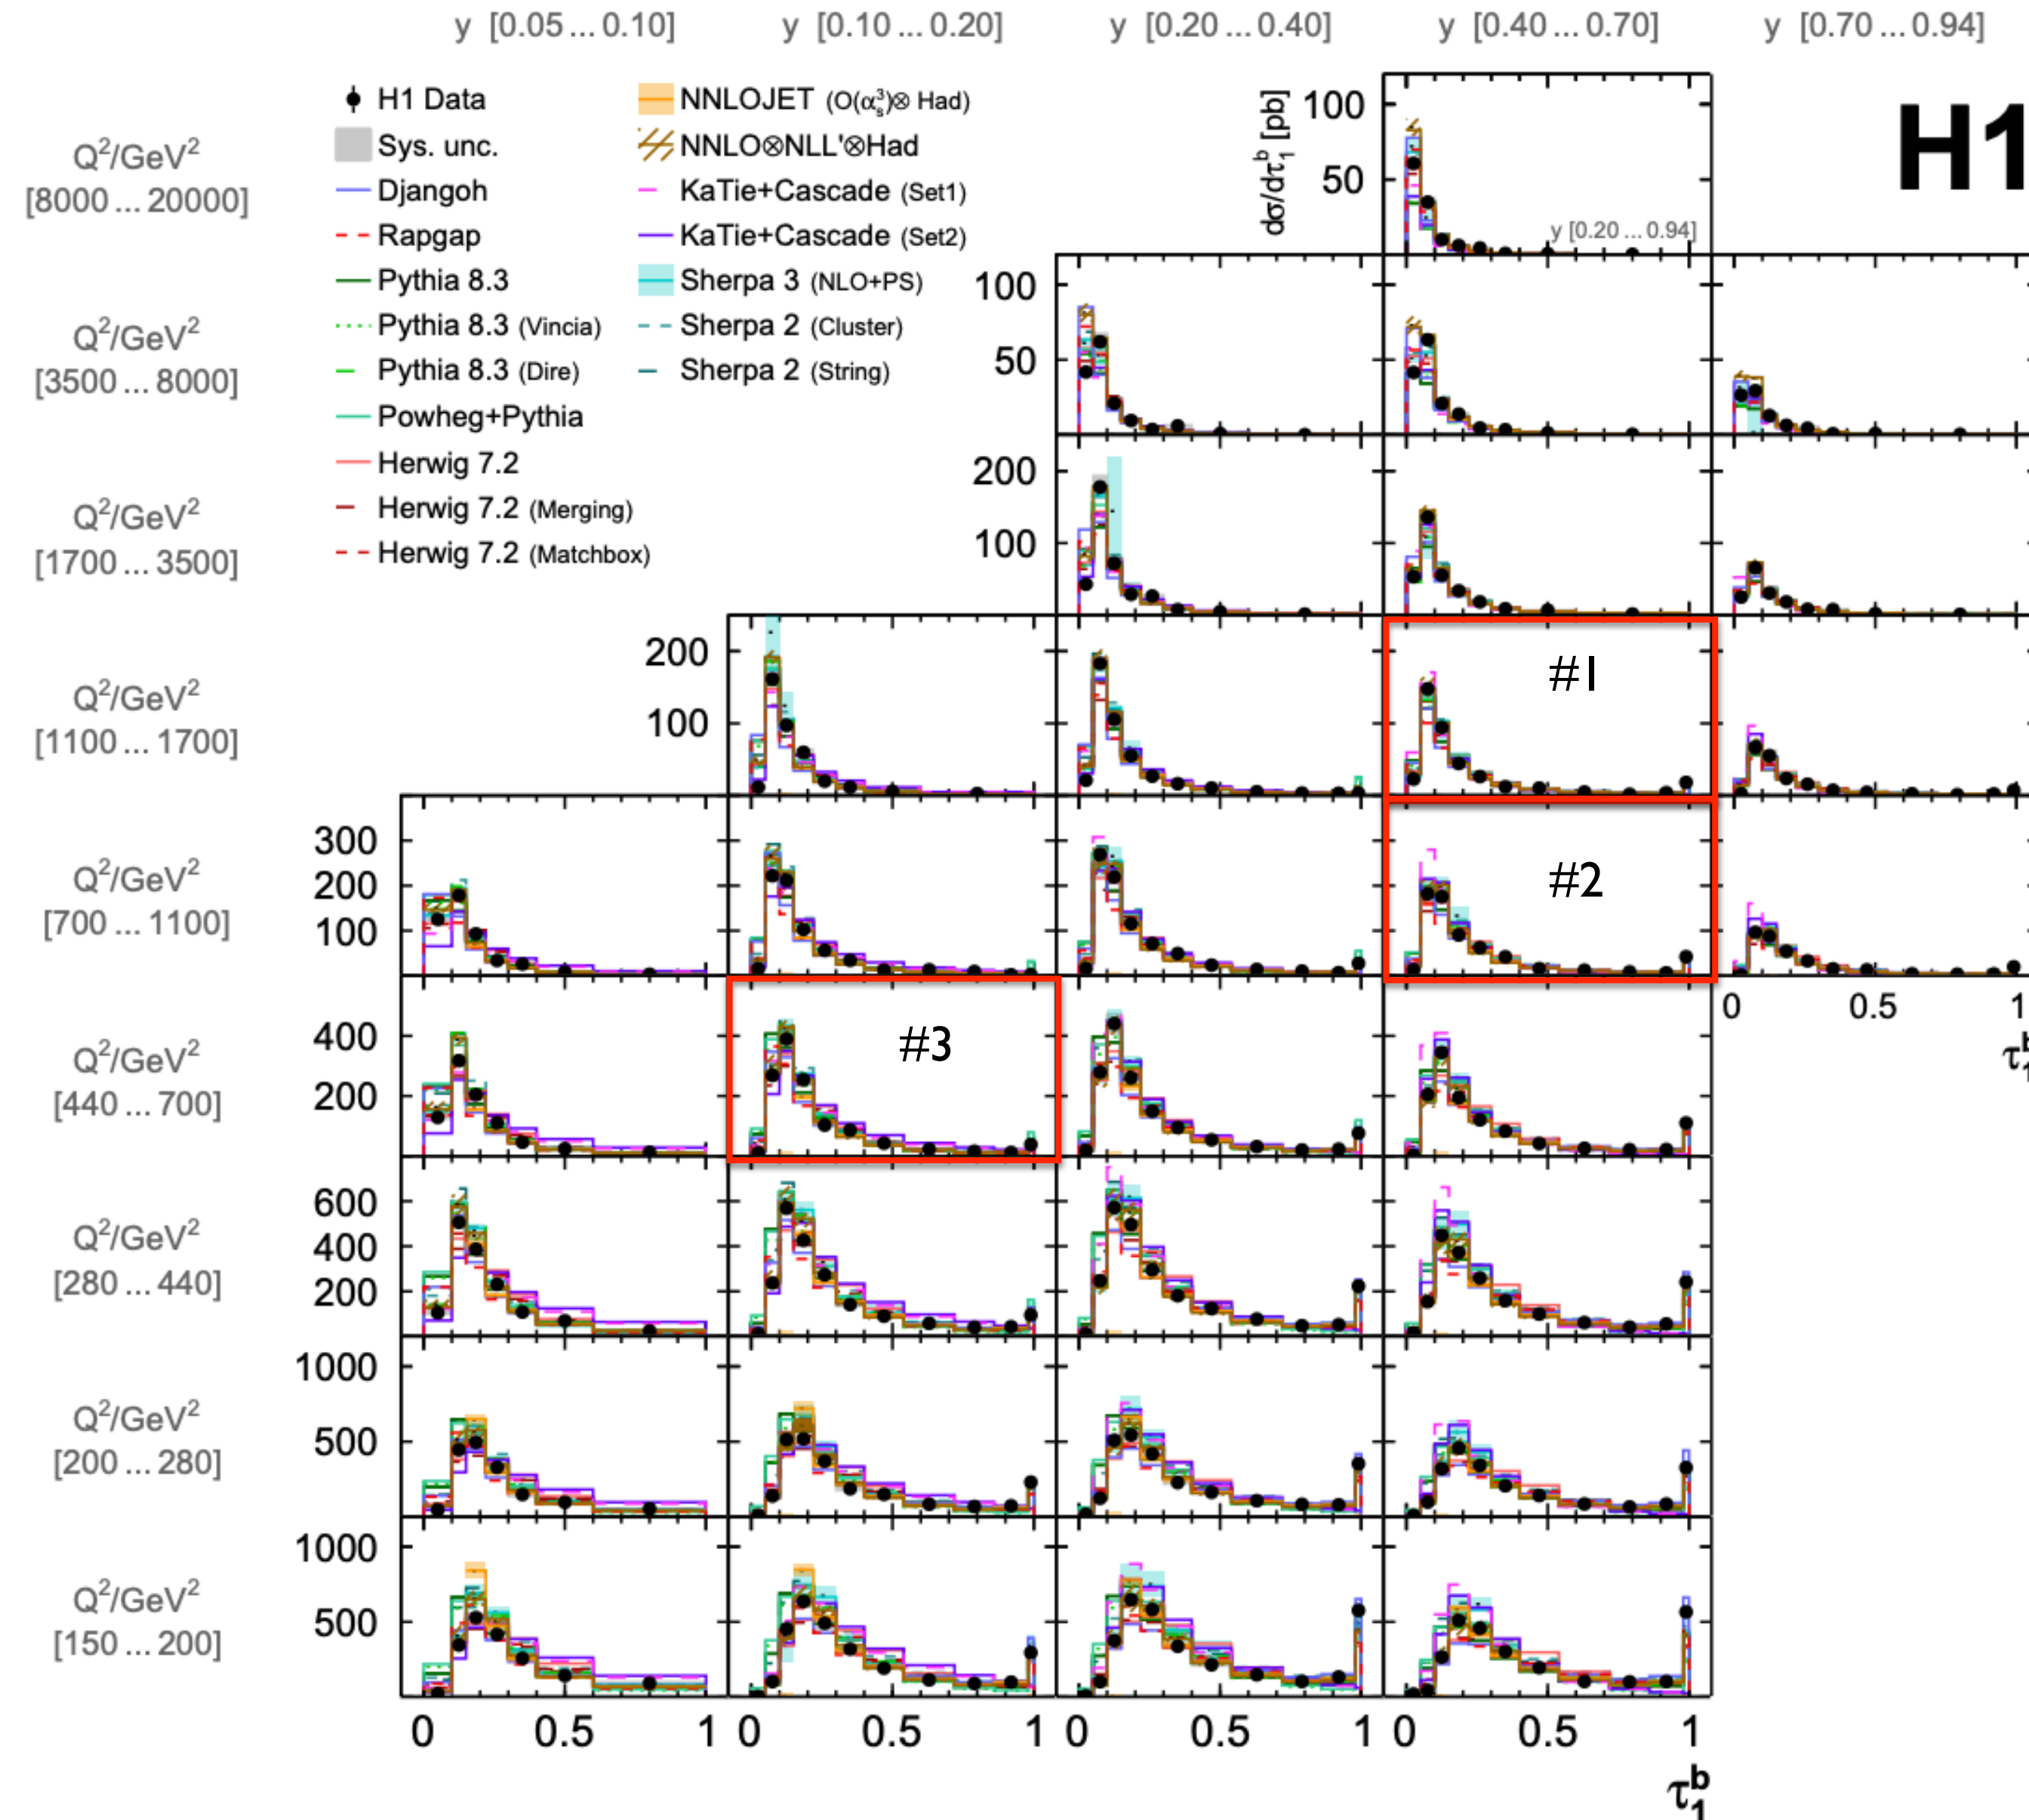 y [0.05 ... 0.10] y [0.10 ... 0.20] y [0.20 ... 0.40] y [0.40 ... 0.70] y [0.70 ... 0.94]
H1 Data
Sys. unc.
Djangoh
Rapgap
Pythia 8.3
Pythia 8.3 (Vincia)
Pythia 8.3 (Dire)
Powheg+Pythia
Herwig 7.2
Herwig 7.2 (Merging)
Herwig 7.2 (Matchbox)
NNLOJET (O(α_s^3)⊗ Had)
NNLO⊗NLL'⊗Had
KaTie+Cascade (Set1)
KaTie+Cascade (Set2)
Sherpa 3 (NLO+PS)
Sherpa 2 (Cluster)
Sherpa 2 (String)
H1
Q²/GeV²
[8000 ... 20000]
dσ/dτ₁ᵇ [pb]
100
50
y [0.20 ... 0.94]
Q²/GeV²
[3500 ... 8000]
100
50
Q²/GeV²
[1700 ... 3500]
200
100
Q²/GeV²
[1100 ... 1700]
200
100
#1
Q²/GeV²
[700 ... 1100]
300
200
100
#2
0 0.5 1
τ₁ᵇ
Q²/GeV²
[440 ... 700]
400
200
#3
Q²/GeV²
[280 ... 440]
600
400
200
Q²/GeV²
[200 ... 280]
1000
500
Q²/GeV²
[150 ... 200]
1000
500
0 0.5 1 0 0.5 1 0 0.5 1 0 0.5 1
τ₁ᵇ